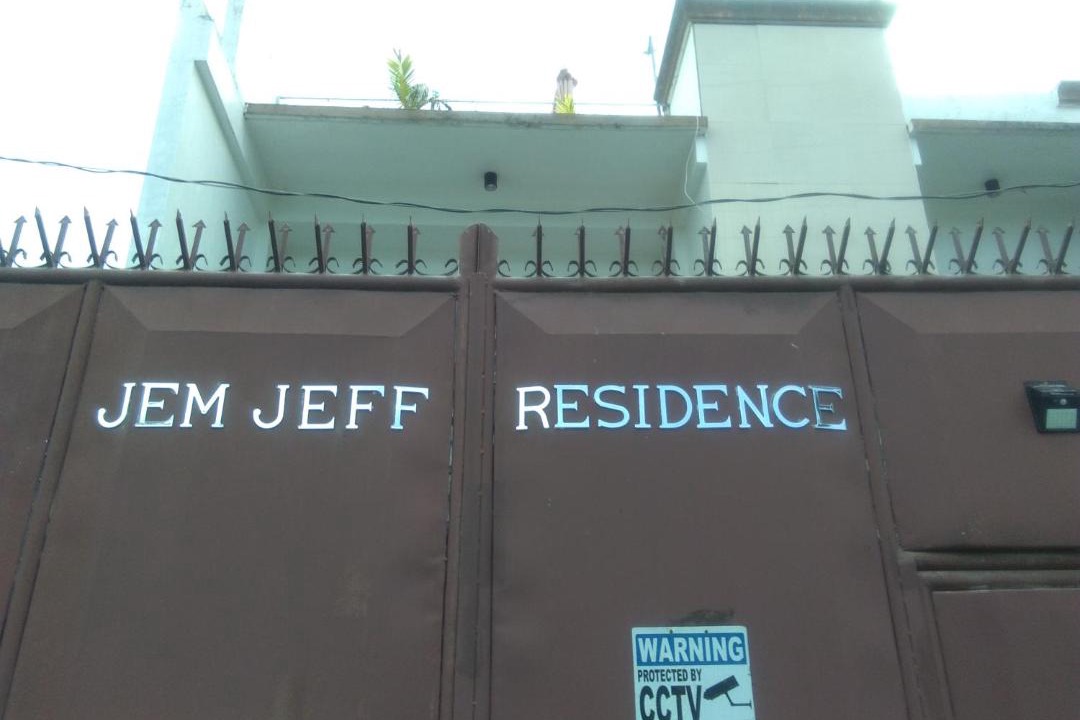 JEM JEFF RESIDENCE
WARNING
PROTECTED BY
CCTV